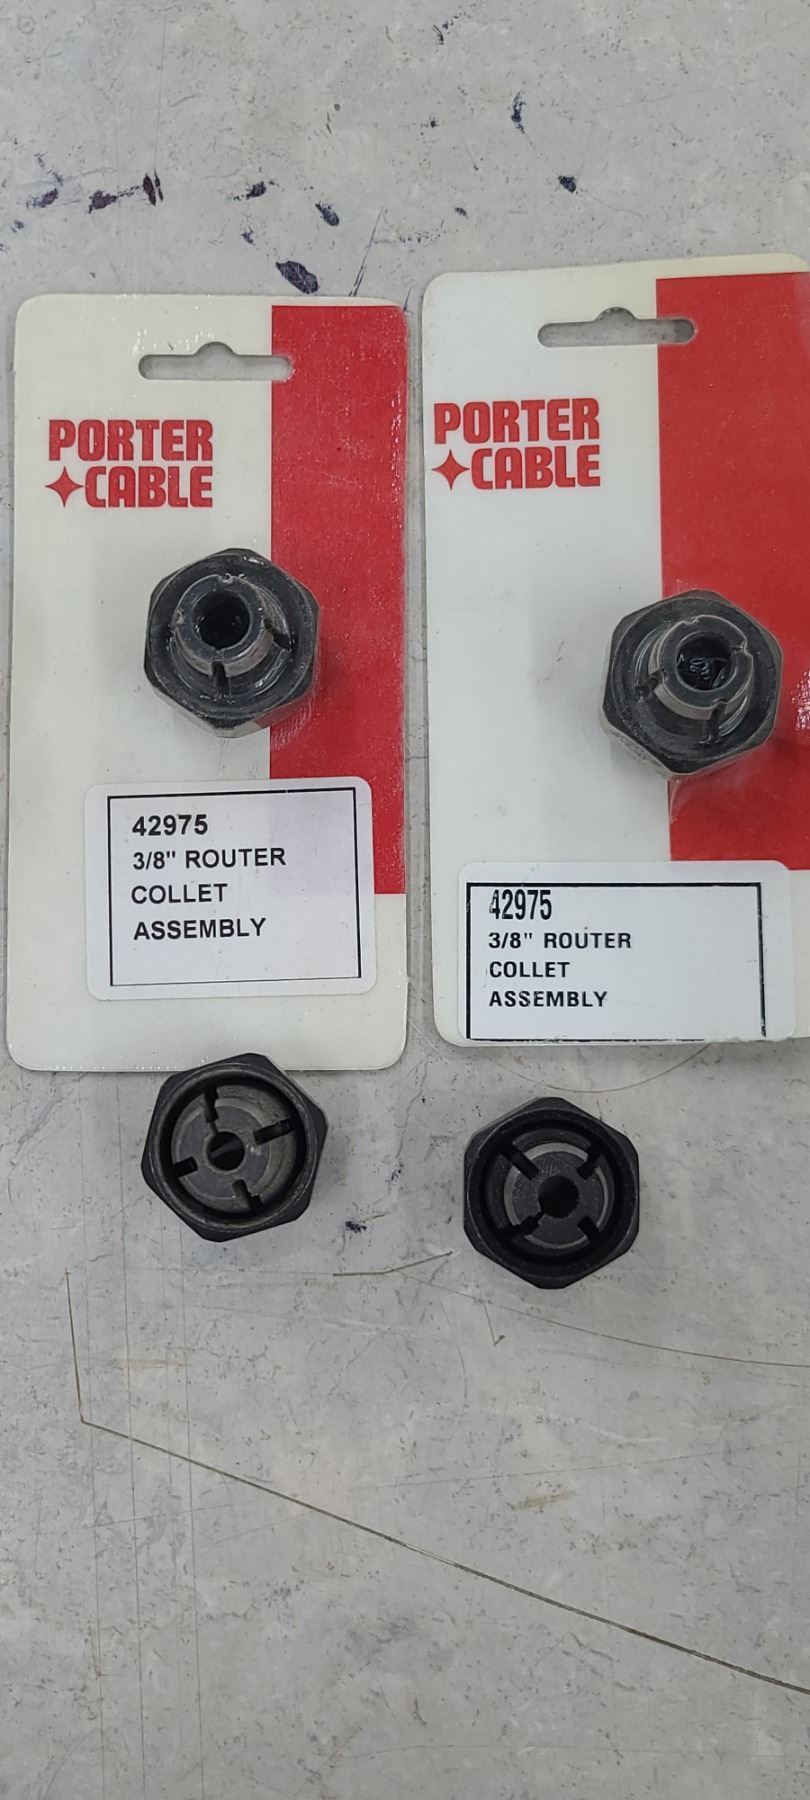 PORTER
CABLE
42975
3/8" ROUTER
COLLET
ASSEMBLY
PORTER
CABLE
42975
3/8" ROUTER
COLLET
ASSEMBLY